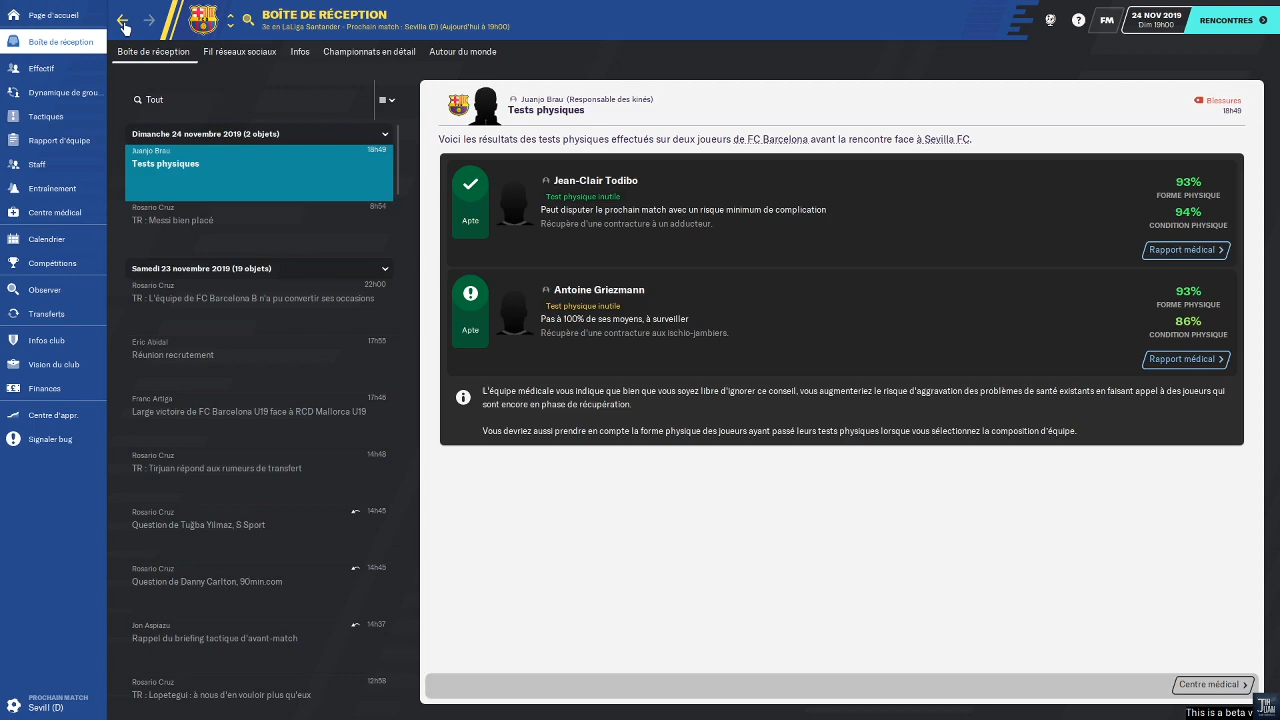 Page d'accueil
Boîte de réception
Effectif
Dynamique de grou...
Tactiques
Rapport d'équipe
Staff
Entraînement
Centre médical
Calendrier
Compétitions
Observer
Transferts
Infos club
Vision du club
Finances
Centre d'appr.
Signaler bug
PROCHAIN MATCH
Sevill (D)
BOÎTE DE RÉCEPTION
3e en LaLiga Santander - Prochain match : Sevilla (D) (Aujourd'hui à 19h00)
FM
24 NOV 2019
Dim 19h00
RENCONTRES
Boîte de réception Fil réseaux sociaux Infos Championnats en détail Autour du monde
Tout
Dimanche 24 novembre 2019 (2 objets)
Juanjo Brau 18h49
Tests physiques
Rosario Cruz 8h54
TR : Messi bien placé
Samedi 23 novembre 2019 (19 objets)
Rosario Cruz 22h00
TR : L'équipe de FC Barcelona B n'a pu convertir ses occasions
Eric Abidal 17h55
Réunion recrutement
Franc Artiga 17h46
Large victoire de FC Barcelona U19 face à RCD Mallorca U19
Rosario Cruz 14h48
TR : Tirjuan répond aux rumeurs de transfert
Rosario Cruz 14h45
Question de Tuğba Yilmaz, S Sport
Rosario Cruz 14h45
Question de Danny Carlton, 90min.com
Jon Aspiazu 14h37
Rappel du briefing tactique d'avant-match
Rosario Cruz 12h58
TR : Lopetegui : à nous d'en vouloir plus qu'eux
Juanjo Brau (Responsable des kinés)
Tests physiques
Blessures
18h49
Voici les résultats des tests physiques effectués sur deux joueurs de FC Barcelona avant la rencontre face à Sevilla FC.
Apte
Jean-Clair Todibo
Test physique inutile
Peut disputer le prochain match avec un risque minimum de complication
Récupère d'une contracture à un adducteur.
93%
FORME PHYSIQUE
94%
CONDITION PHYSIQUE
Rapport médical
Apte
Antoine Griezmann
Test physique inutile
Pas à 100% de ses moyens, à surveiller
Récupère d'une contracture aux ischio-jambiers.
93%
FORME PHYSIQUE
86%
CONDITION PHYSIQUE
Rapport médical
L'équipe médicale vous indique que bien que vous soyez libre d'ignorer ce conseil, vous augmenteriez le risque d'aggravation des problèmes de santé existants en faisant appel à des joueurs qui
sont encore en phase de récupération.
Vous devriez aussi prendre en compte la forme physique des joueurs ayant passé leurs tests physiques lorsque vous sélectionnez la composition d'équipe.
Centre médical
This is a beta v